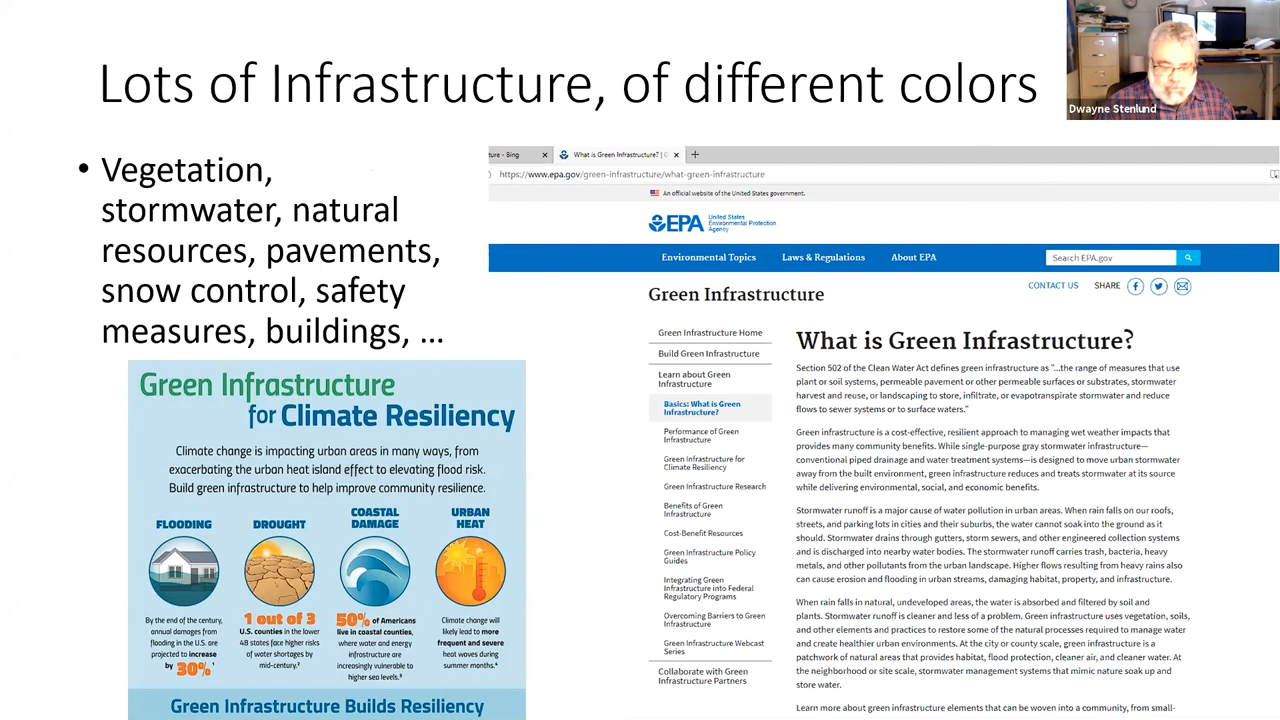 Lots of Infrastructure, of different colors
Dwayne Stenlund
• Vegetation,
stormwater, natural
resources, pavements,
snow control, safety
measures, buildings, ...
Green Infrastructure
for Climate Resiliency
Climate change is impacting urban areas in many ways, from
exacerbating the urban heat island effect to elevating flood risk.
Build green infrastructure to help improve community resilience.
FLOODING
By the end of the century,
annual damages from
flooding in the U.S. are
projected to increase
by 30%.¹
DROUGHT
1 out of 3
U.S. counties in the lower
48 states face higher risks
of water shortages by
mid-century.²
COASTAL
DAMAGE
50% of Americans
live in coastal counties,
where water and energy
infrastructure are
increasingly vulnerable to
higher sea levels.³
URBAN
HEAT
Climate change will
likely lead to more
frequent and severe
heat waves during
summer months.⁴
Green Infrastructure Builds Resiliency
ture - Bing
What is Green Infrastructure? | G
https://www.epa.gov/green-infrastructure/what-green-infrastructure
An official website of the United States government.
EPA
United States
Environmental Protection
Agency
Environmental Topics Laws & Regulations About EPA
Search EPA.gov
CONTACT US SHARE
Green Infrastructure
Green Infrastructure Home
Build Green Infrastructure
Learn about Green
Infrastructure
Basics: What is Green
Infrastructure?
Performance of Green
Infrastructure
Green Infrastructure for
Climate Resiliency
Green Infrastructure Research
Benefits of Green
Infrastructure
Cost-Benefit Resources
Green Infrastructure Policy
Guides
Integrating Green
Infrastructure into Federal
Regulatory Programs
Overcoming Barriers to Green
Infrastructure
Green Infrastructure Webcast
Series
Collaborate with Green
Infrastructure Partners
What is Green Infrastructure?
Section 502 of the Clean Water Act defines green infrastructure as "...the range of measures that use
plant or soil systems, permeable pavement or other permeable surfaces or substrates, stormwater
harvest and reuse, or landscaping to store, infiltrate, or evapotranspirate stormwater and reduce
flows to sewer systems or to surface waters."
Green infrastructure is a cost-effective, resilient approach to managing wet weather impacts that
provides many community benefits. While single-purpose gray stormwater infrastructure—
conventional piped drainage and water treatment systems—is designed to move urban stormwater
away from the built environment, green infrastructure reduces and treats stormwater at its source
while delivering environmental, social, and economic benefits.
Stormwater runoff is a major cause of water pollution in urban areas. When rain falls on our roofs,
streets, and parking lots in cities and their suburbs, the water cannot soak into the ground as it
should. Stormwater drains through gutters, storm sewers, and other engineered collection systems
and is discharged into nearby water bodies. The stormwater runoff carries trash, bacteria, heavy
metals, and other pollutants from the urban landscape. Higher flows resulting from heavy rains also
can cause erosion and flooding in urban streams, damaging habitat, property, and infrastructure.
When rain falls in natural, undeveloped areas, the water is absorbed and filtered by soil and
plants. Stormwater runoff is cleaner and less of a problem. Green infrastructure uses vegetation, soils,
and other elements and practices to restore some of the natural processes required to manage water
and create healthier urban environments. At the city or county scale, green infrastructure is a
patchwork of natural areas that provides habitat, flood protection, cleaner air, and cleaner water. At
the neighborhood or site scale, stormwater management systems that mimic nature soak up and
store water.
Learn more about green infrastructure elements that can be woven into a community, from small-